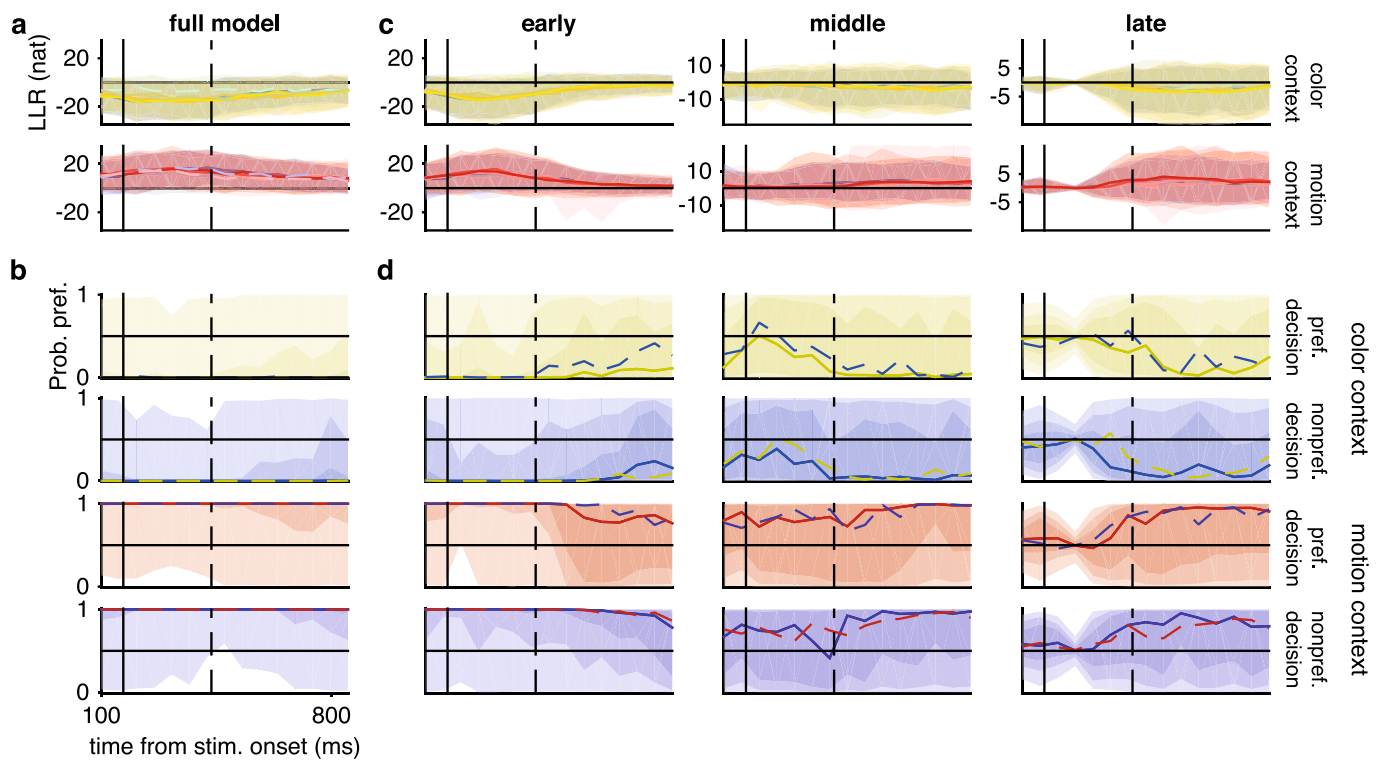 a
full model
c
early
middle
late
LLR (nat)
20
-20
20
-20
10
-10
5
-5
color
context
20
-20
20
-20
10
-10
5
-5
motion
context
b
d
Prob. pref.
1
0
pref.
decision
1
0
nonpref.
decision
color context
1
0
pref.
decision
1
0
nonpref.
decision
motion context
100
800
time from stim. onset (ms)